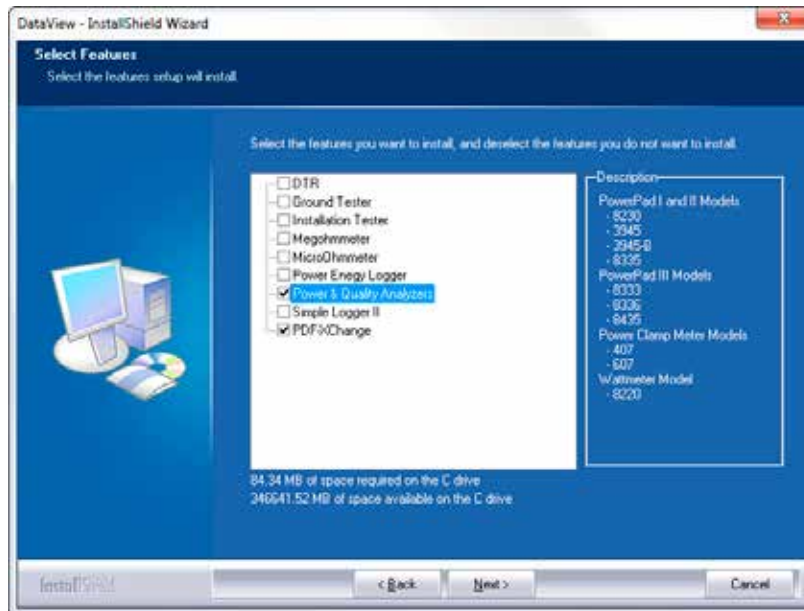 DataView - InstallShield Wizard
Select Features
Select the features setup will install.
Select the features you want to install, and deselect the features you do not want to install.
DTR
Ground Tester
Installation Tester
Megohmmeter
MicroOhmmeter
Power Enegy Logger
Power & Quality Analyzers
Simple Logger II
PDF-XChange
84.34 MB of space required on the C drive
346641.52 MB of space available on the C drive
Description
PowerPad I and II Models
- 8230
- 3945
- 3945-B
- 8335
PowerPad III Models
- 8333
- 8336
- 8435
Power Clamp Meter Models
- 407
- 607
Wattmeter Model
- 8220
InstallShield
< Back
Next >
Cancel